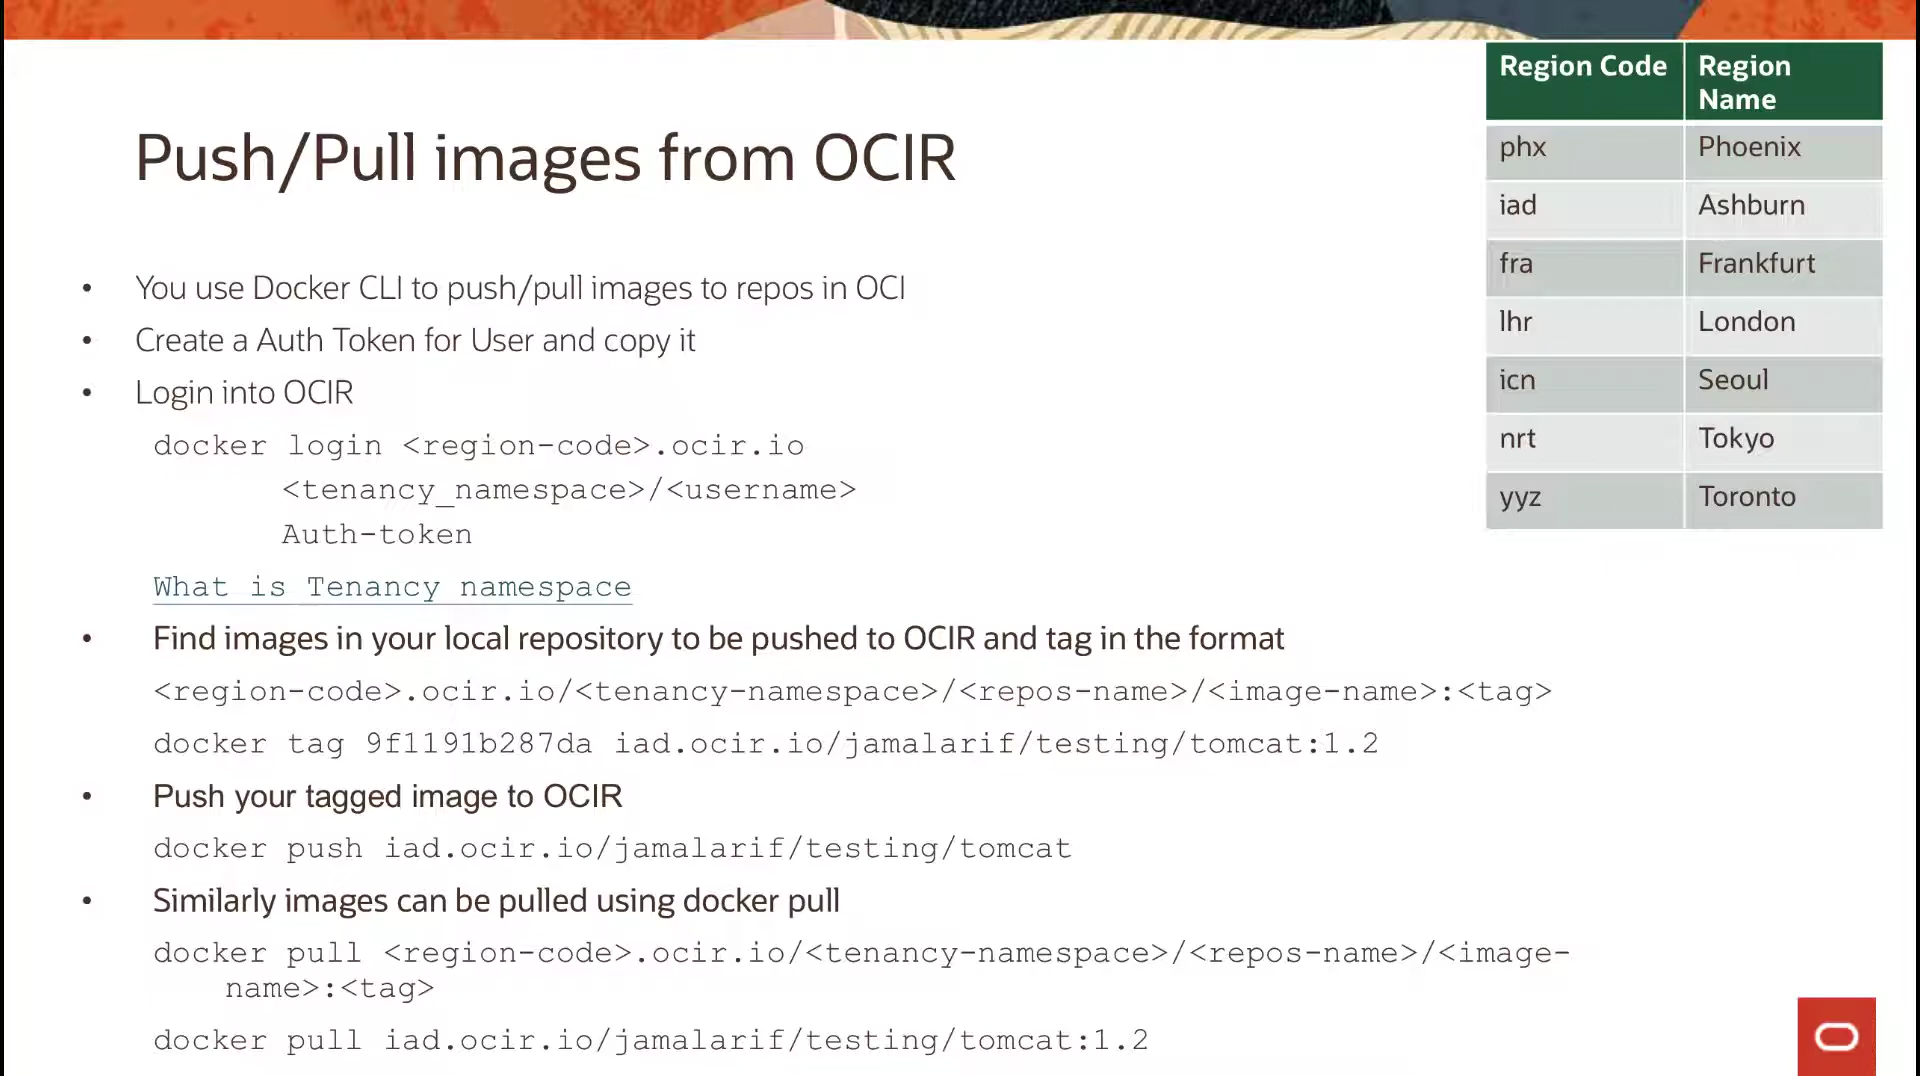 Push/Pull images from OCIR
• You use Docker CLI to push/pull images to repos in OCI
• Create a Auth Token for User and copy it
• Login into OCIR
docker login <region-code>.ocir.io
<tenancy_namespace>/<username>
Auth-token
What is Tenancy namespace
• Find images in your local repository to be pushed to OCIR and tag in the format
<region-code>.ocir.io/<tenancy-namespace>/<repos-name>/<image-name>:<tag>
docker tag 9f1191b287da iad.ocir.io/jamalarif/testing/tomcat:1.2
• Push your tagged image to OCIR
docker push iad.ocir.io/jamalarif/testing/tomcat
• Similarly images can be pulled using docker pull
docker pull <region-code>.ocir.io/<tenancy-namespace>/<repos-name>/<image-
name>:<tag>
docker pull iad.ocir.io/jamalarif/testing/tomcat:1.2
Region Code Region
Name
phx Phoenix
iad Ashburn
fra Frankfurt
lhr London
icn Seoul
nrt Tokyo
yyz Toronto